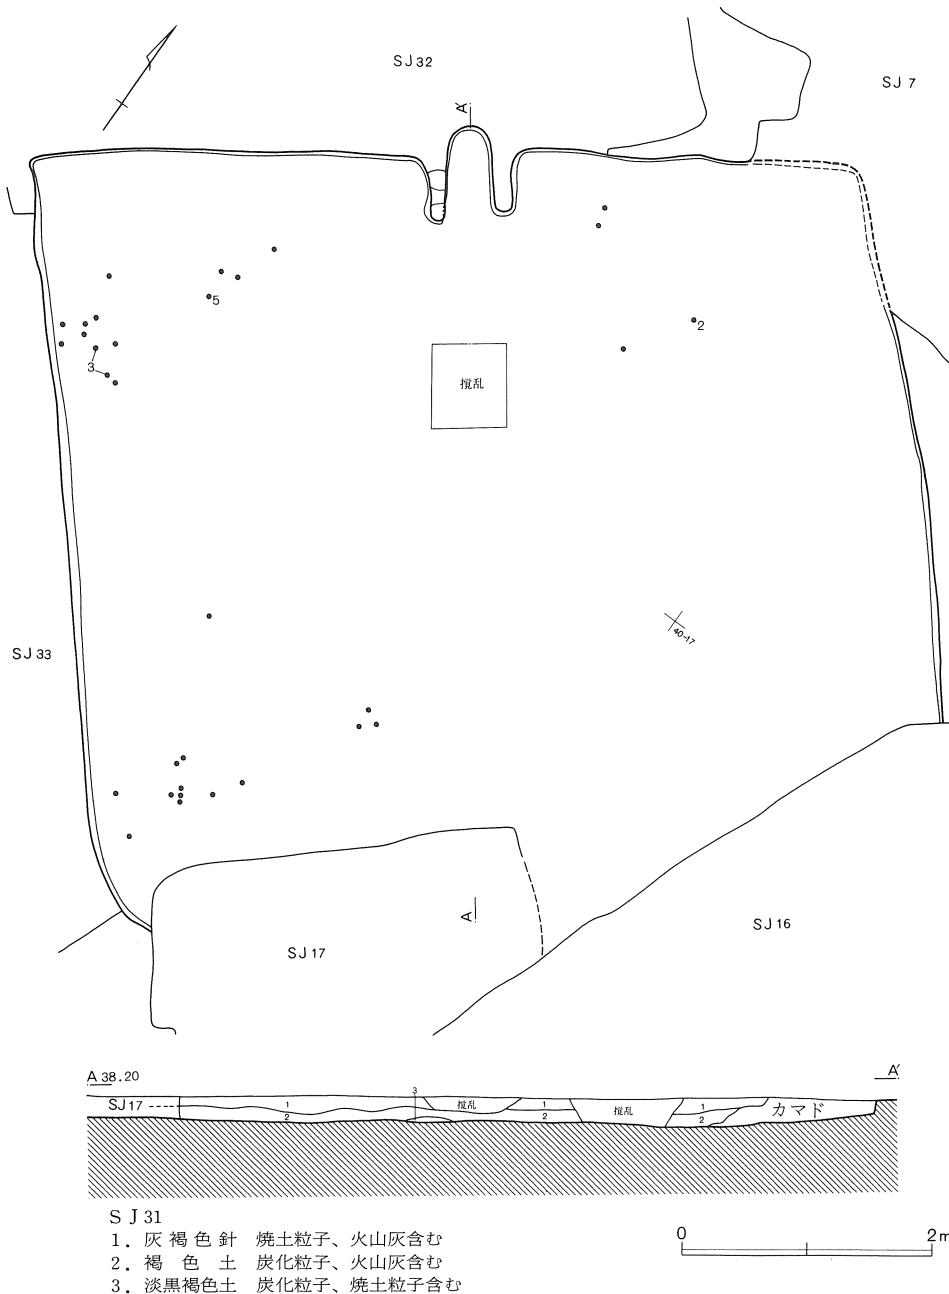 SJ32
SJ7
A′
5
2
3
撹乱
40-17
SJ33
A
SJ17
SJ16
A 38.20
A′
3
SJ17
1
撹乱
1
撹乱
1
カマド
2
2
2
SJ31
1. 灰褐色針 焼土粒子、火山灰含む
2. 褐色土 炭化粒子、火山灰含む
3. 淡黒褐色土 炭化粒子、焼土粒子含む
0
2m